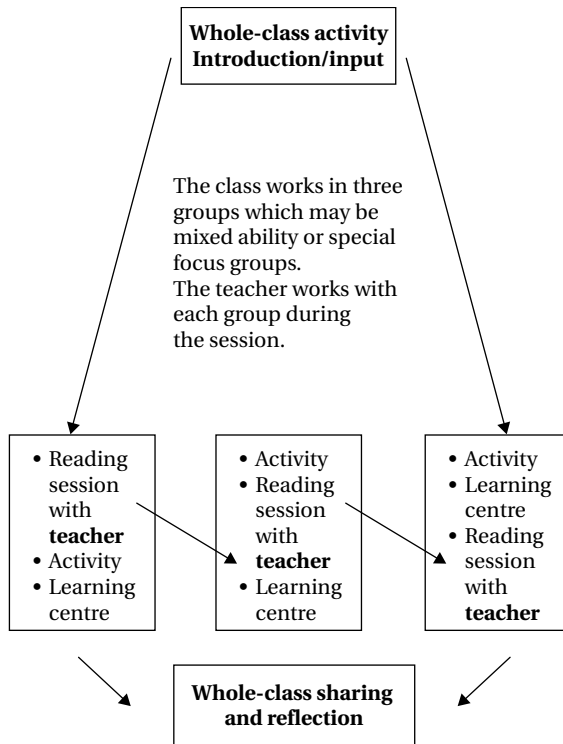 Whole-class activity
Introduction/input
The class works in three
groups which may be
mixed ability or special
focus groups.
The teacher works with
each group during
the session.
• Reading
session
with
teacher
• Activity
• Learning
centre
• Activity
• Reading
session
with
teacher
• Learning
centre
• Activity
• Learning
centre
• Reading
session
with
teacher
Whole-class sharing
and reflection